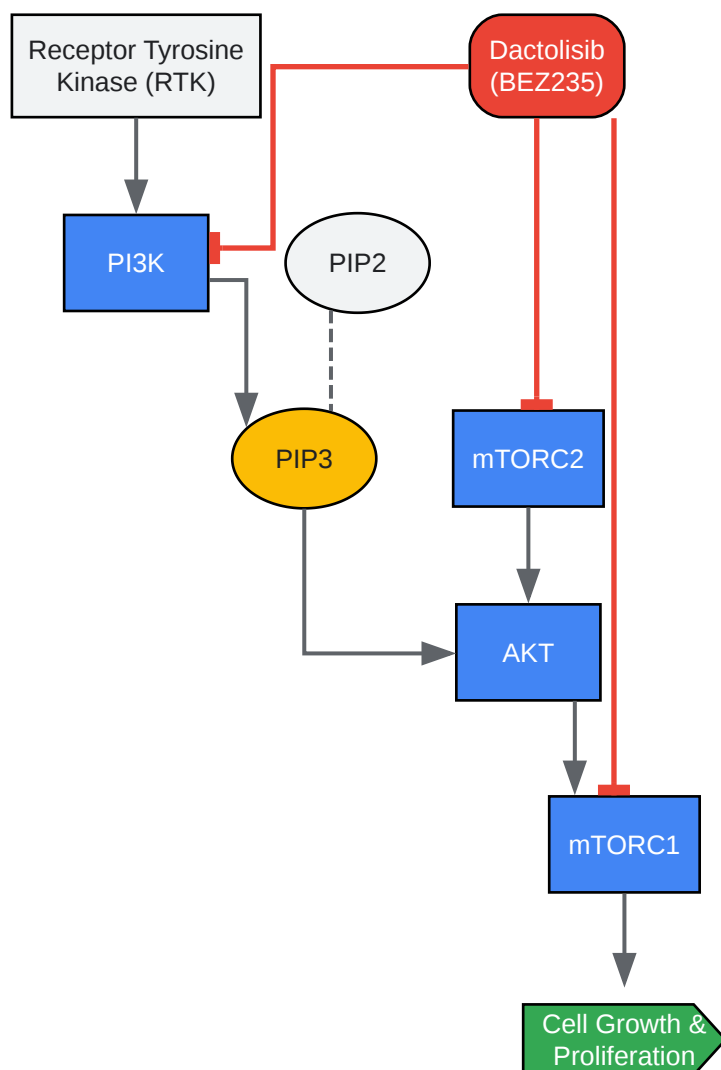 Receptor Tyrosine
Kinase (RTK)
Dactolisib
(BEZ235)
PI3K
PIP2
PIP3
mTORC2
AKT
mTORC1
Cell Growth &
Proliferation